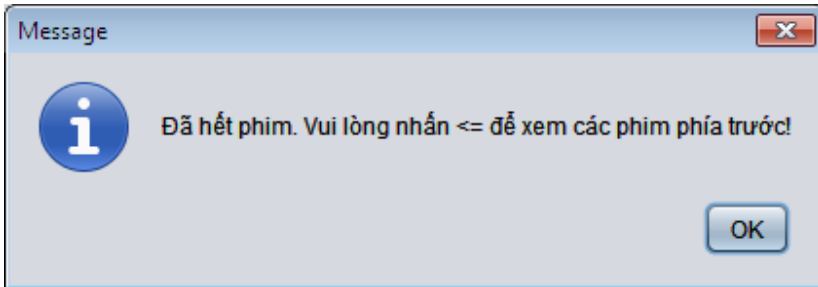 Message
Đã hết phim. Vui lòng nhấn <= để xem các phim phía trước!
OK